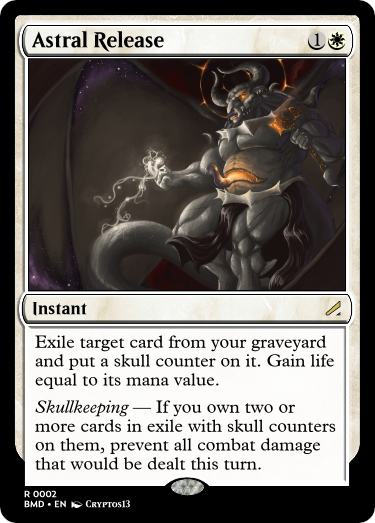 Astral Release 1
Instant
Exile target card from your graveyard
and put a skull counter on it. Gain life
equal to its mana value.
Skullkeeping — If you own two or
more cards in exile with skull counters
on them, prevent all combat damage
that would be dealt this turn.
R 0002
BMD • EN Cryptos13